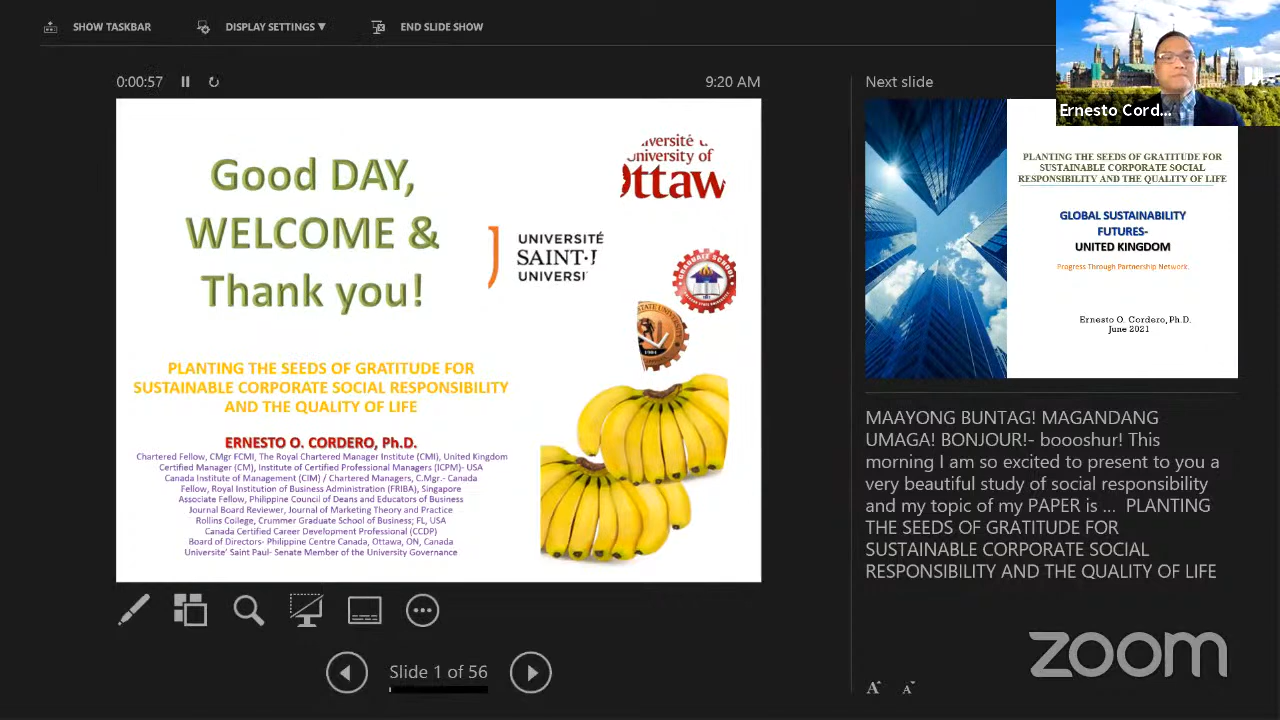 SHOW TASKBAR
DISPLAY SETTINGS ▼
END SLIDE SHOW
0:00:57
9:20 AM
Good DAY,
WELCOME &
Thank you!
University of
UNIVERSITÉ
PLANTING THE SEEDS OF GRATITUDE FOR
SUSTAINABLE CORPORATE SOCIAL RESPONSIBILITY
AND THE QUALITY OF LIFE
ERNESTO O. CORDERO, Ph.D.
Chartered Fellow, CMgr FCMI, The Royal Chartered Manager Institute (CMI), United Kingdom
Certified Manager (CM), Institute of Certified Professional Managers (ICPM)- USA
Canada Institute of Management (CIM) / Chartered Managers, C.Mgr.- Canada
Fellow, Royal Institution of Business Administration (FRIBA), Singapore
Associate Fellow, Philippine Council of Deans and Educators of Business
Journal Board Reviewer, Journal of Marketing Theory and Practice
Rollins College, Crummer Graduate School of Business; FL, USA
Canada Certified Career Development Professional (CCDP)
Board of Directors- Philippine Centre Canada, Ottawa, ON, Canada
Universite' Saint Paul- Senate Member of the University Governance
Slide 1 of 56
Next slide
Ernesto Cord...
PLANTING THE SEEDS OF GRATITUDE FOR
SUSTAINABLE CORPORATE SOCIAL
RESPONSIBILITY AND THE QUALITY OF LIFE
GLOBAL SUSTAINABILITY
FUTURES-
UNITED KINGDOM
Progress Through Partnership Network.
Ernesto O. Cordero, Ph.D.
June 2021
MAAYONG BUNTAG! MAGANDANG
UMAGA! BONJOUR!- boooshur! This
morning I am so excited to present to you a
very beautiful study of social responsibility
and my topic of my PAPER is ... PLANTING
THE SEEDS OF GRATITUDE FOR
SUSTAINABLE CORPORATE SOCIAL
RESPONSIBILITY AND THE QUALITY OF LIFE
zoom